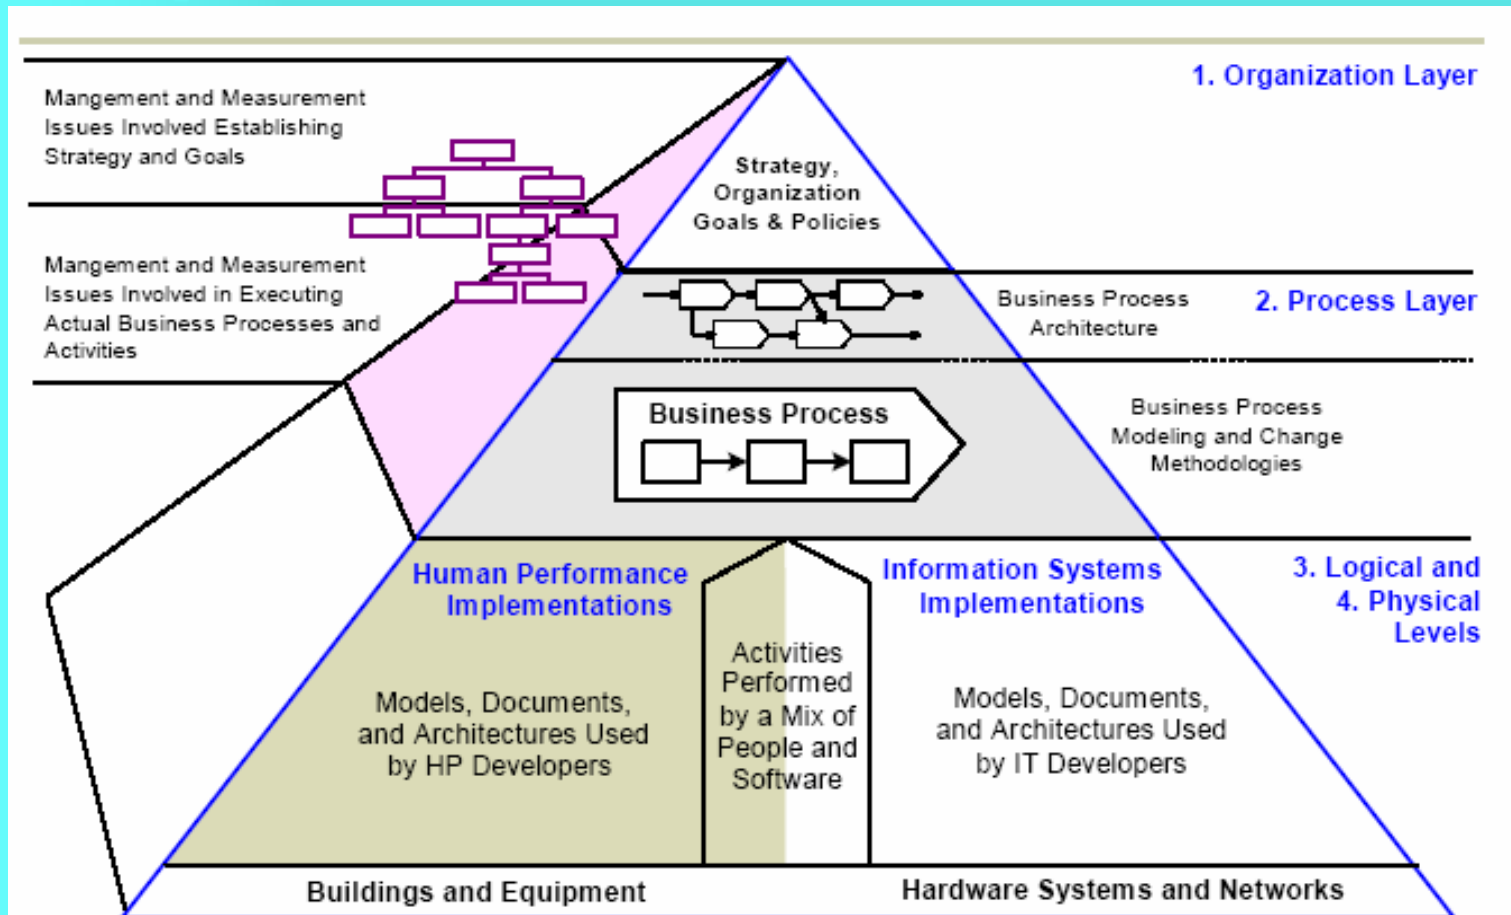 1. Organization Layer
Mangement and Measurement
Issues Involved Establishing
Strategy and Goals
Strategy,
Organization
Goals & Policies
Mangement and Measurement
Issues Involved in Executing
Actual Business Processes and
Activities
Business Process
Architecture
2. Process Layer
Business Process
Business Process
Modeling and Change
Methodologies
Human Performance
Implementations
Information Systems
Implementations
3. Logical and
4. Physical
Levels
Models, Documents,
and Architectures Used
by HP Developers
Activities
Performed
by a Mix of
People and
Software
Models, Documents,
and Architectures Used
by IT Developers
Buildings and Equipment
Hardware Systems and Networks